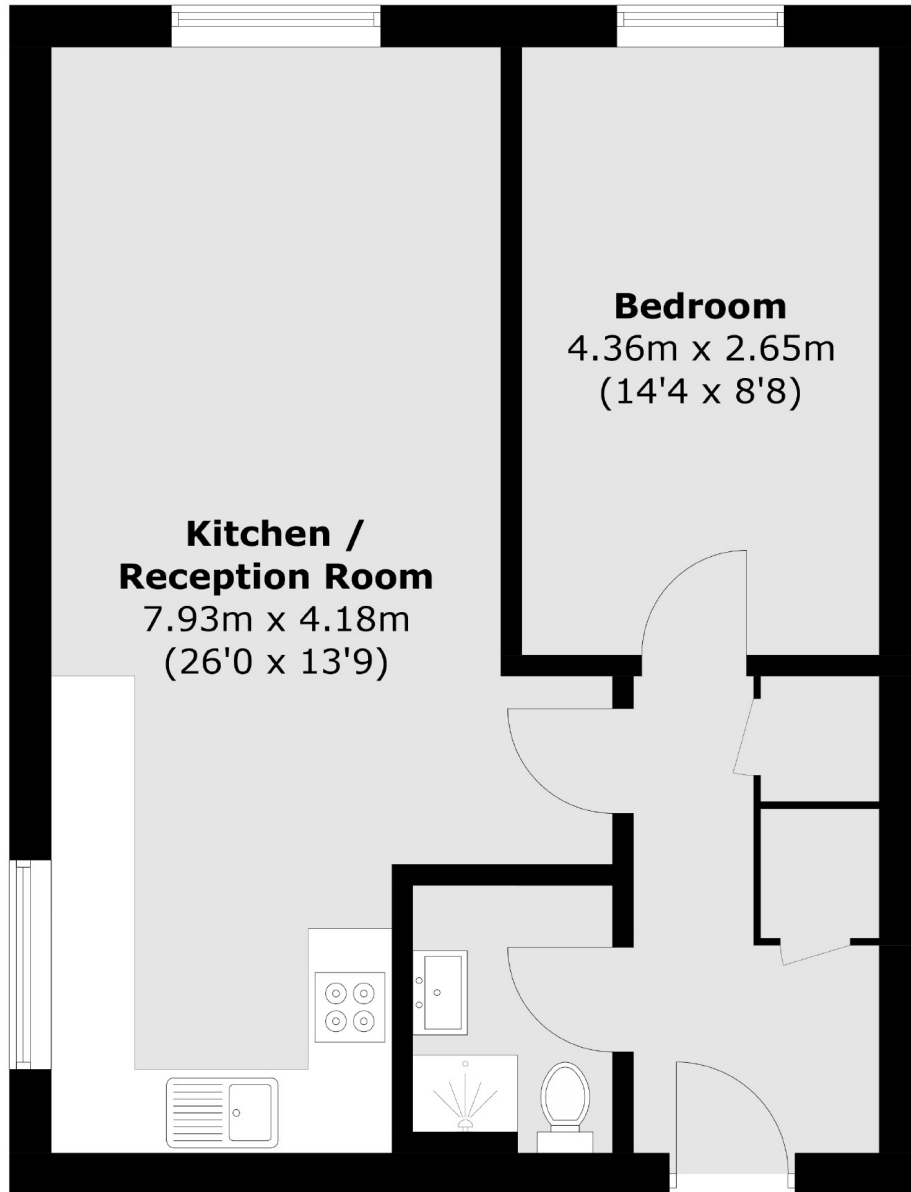 Bedroom
4.36m x 2.65m
(14'4 x 8'8)
Kitchen /
Reception Room
7.93m x 4.18m
(26'0 x 13'9)